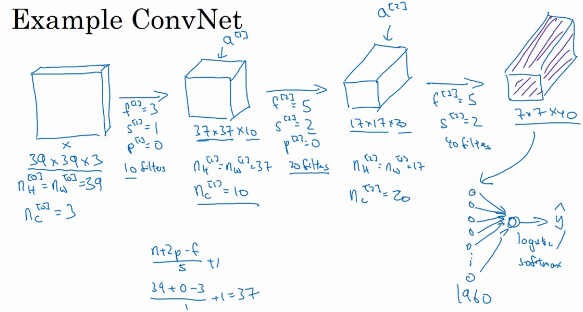 Example ConvNet
a^[1]
a^[2]
x
39 x 39 x 3
n_H^[0] = n_W^[0] = 39
n_C^[0] = 3
f^[1] = 3
s^[1] = 1
p^[1] = 0
10 filters
37 x 37 x 10
n_H^[1] = n_W^[1] = 37
n_C^[1] = 10
f^[2] = 5
s^[2] = 2
p^[2] = 0
20 filters
17 x 17 x 20
n_H^[2] = n_W^[2] = 17
n_C^[2] = 20
f^[3] = 5
s^[3] = 2
40 filters
7 x 7 x 40
ŷ
logistic
softmax
1960
n+2p-f
s
+1
39+0-3
1
+1 = 37